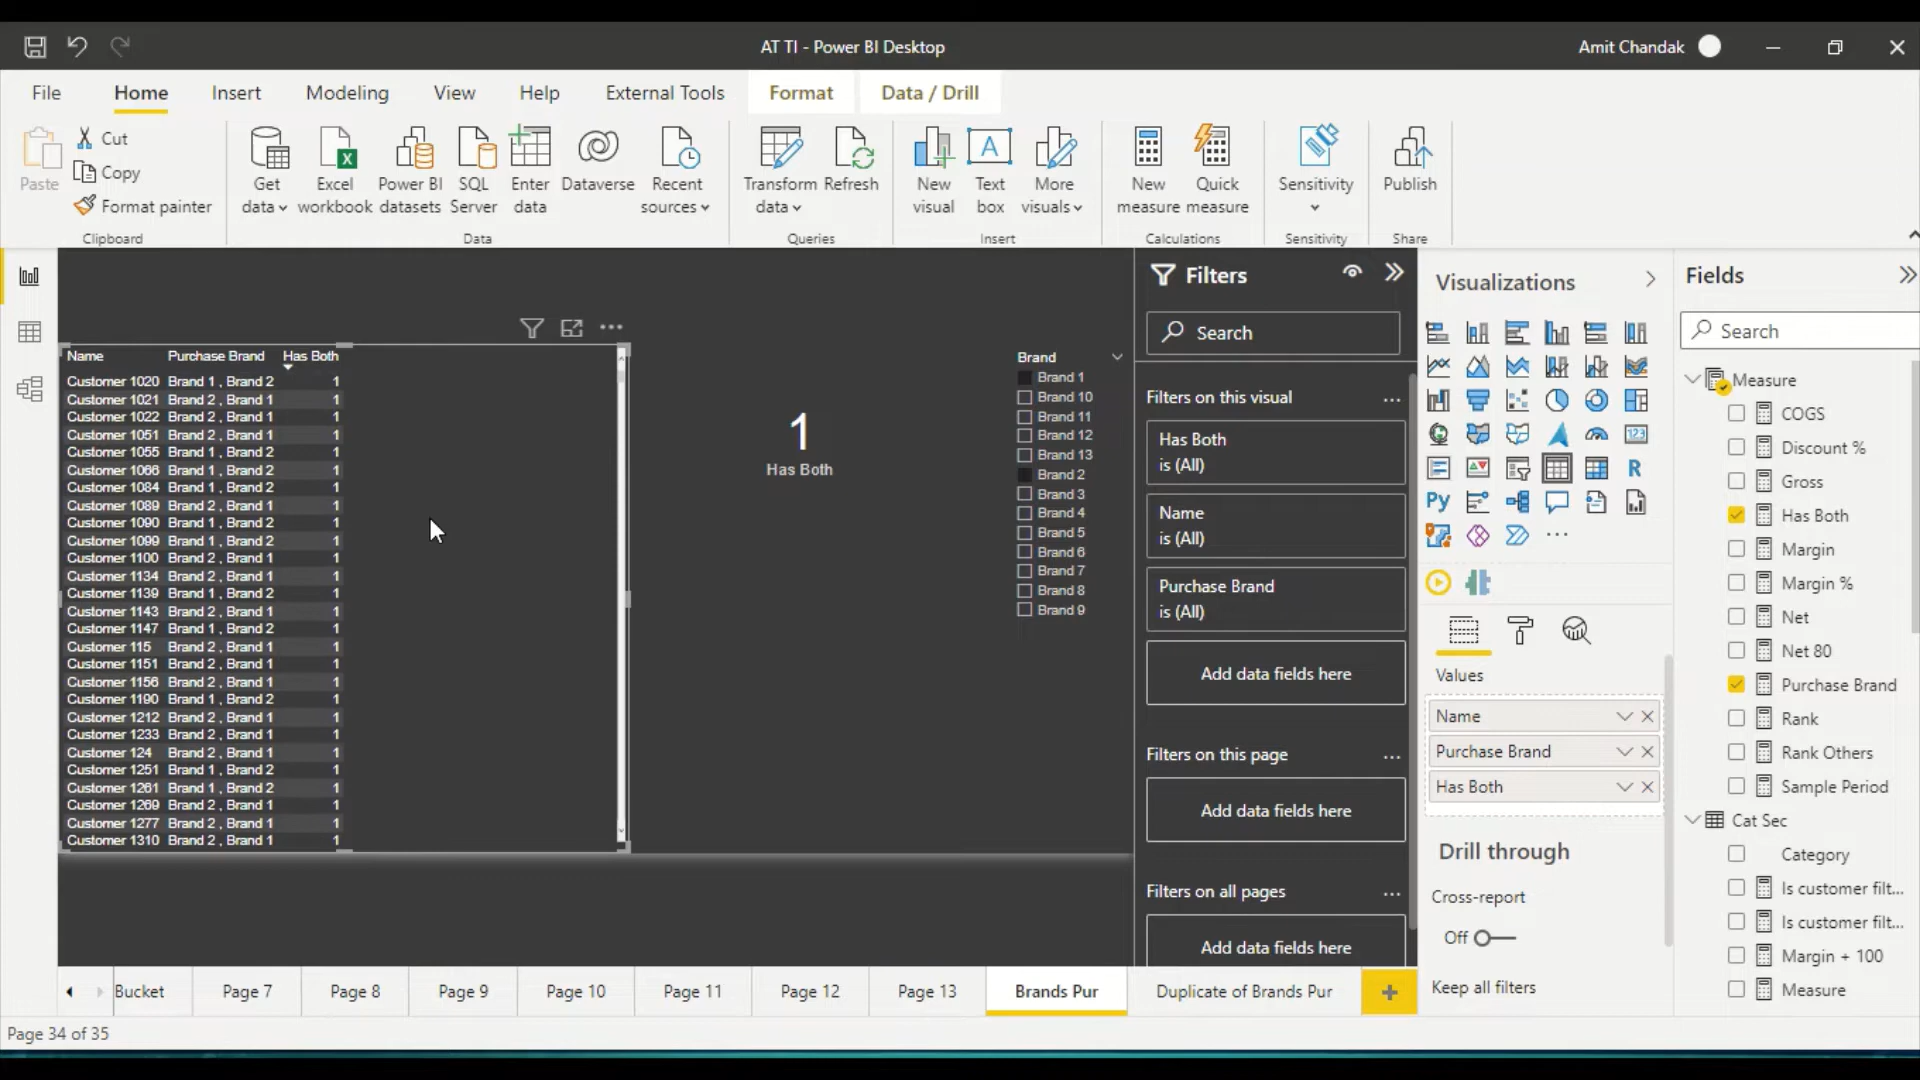 AT TI - Power BI Desktop
Amit Chandak
File Home Insert Modeling View Help External Tools Format Data / Drill
Paste
Cut
Copy
Format painter
Clipboard
Get data
Excel workbook
Power BI datasets
SQL Server
Enter data
Dataverse
Recent sources
Data
Transform data
Refresh
Queries
New visual
Text box
More visuals
Insert
New measure
Quick measure
Calculations
Sensitivity
Sensitivity
Publish
Share
Name Purchase Brand Has Both
Customer 1020 Brand 1 , Brand 2 1
Customer 1021 Brand 2 , Brand 1 1
Customer 1022 Brand 2 , Brand 1 1
Customer 1051 Brand 2 , Brand 1 1
Customer 1055 Brand 1 , Brand 2 1
Customer 1066 Brand 1 , Brand 2 1
Customer 1084 Brand 1 , Brand 2 1
Customer 1089 Brand 2 , Brand 1 1
Customer 1090 Brand 1 , Brand 2 1
Customer 1099 Brand 1 , Brand 2 1
Customer 1100 Brand 2 , Brand 1 1
Customer 1134 Brand 2 , Brand 1 1
Customer 1139 Brand 1 , Brand 2 1
Customer 1143 Brand 2 , Brand 1 1
Customer 1147 Brand 1 , Brand 2 1
Customer 115 Brand 2 , Brand 1 1
Customer 1151 Brand 2 , Brand 1 1
Customer 1156 Brand 2 , Brand 1 1
Customer 1190 Brand 1 , Brand 2 1
Customer 1212 Brand 2 , Brand 1 1
Customer 1233 Brand 2 , Brand 1 1
Customer 124 Brand 2 , Brand 1 1
Customer 1251 Brand 1 , Brand 2 1
Customer 1261 Brand 1 , Brand 2 1
Customer 1269 Brand 2 , Brand 1 1
Customer 1277 Brand 2 , Brand 1 1
Customer 1310 Brand 2 , Brand 1 1
1
Has Both
Brand
Brand 1
Brand 10
Brand 11
Brand 12
Brand 13
Brand 2
Brand 3
Brand 4
Brand 5
Brand 6
Brand 7
Brand 8
Brand 9
Filters
Search
Filters on this visual
Has Both
is (All)
Name
is (All)
Purchase Brand
is (All)
Add data fields here
Filters on this page
Add data fields here
Filters on all pages
Add data fields here
Visualizations
123
R
Py
Values
Name
Purchase Brand
Has Both
Drill through
Cross-report
Off
Keep all filters
Fields
Search
Measure
COGS
Discount %
Gross
Has Both
Margin
Margin %
Net
Net 80
Purchase Brand
Rank
Rank Others
Sample Period
Cat Sec
Category
Is customer filt...
Is customer filt...
Margin + 100
Measure
Bucket Page 7 Page 8 Page 9 Page 10 Page 11 Page 12 Page 13 Brands Pur Duplicate of Brands Pur
Page 34 of 35